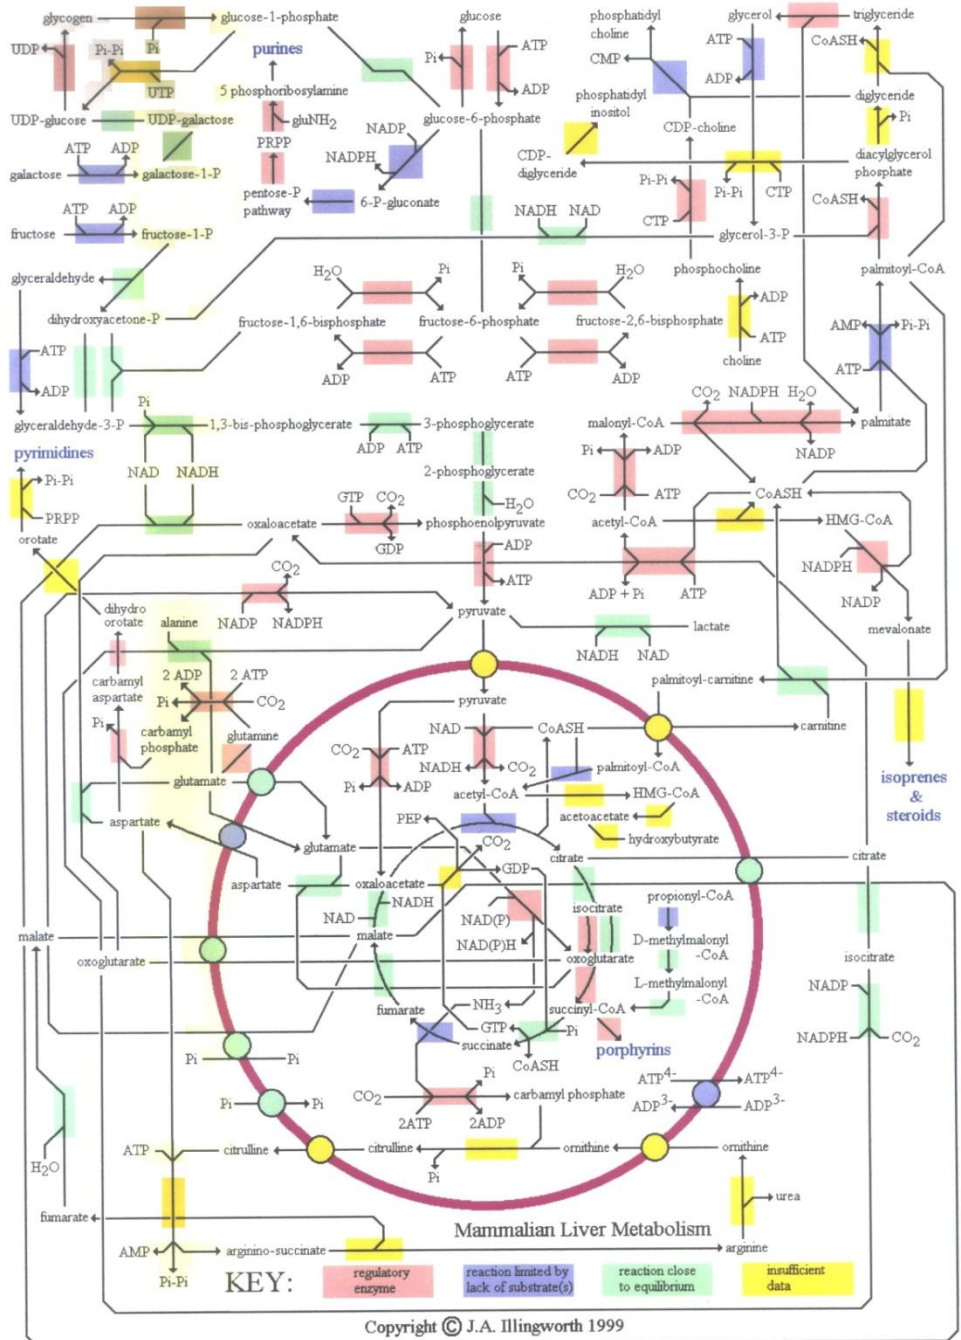 glycogen
glucose-1-phosphate
glucose
phosphatidyl
choline
glycerol
triglyceride
UDP
Pi-Pi
Pi
purines
Pi
ATP
ADP
CMP
ATP
ADP
CoASH
UTP
5 phosphoribosylamine
phosphatidyl
inositol
diglyceride
UDP-glucose
UDP-galactose
gluNH2
glucose-6-phosphate
CDP-choline
Pi
ATP
ADP
PRPP
NADP
NADPH
CDP-
diglyceride
diacylglycerol
phosphate
galactose
galactose-1-P
pentose-P
pathway
6-P-gluconate
Pi-Pi
CTP
Pi-Pi
CTP
CoASH
ATP
ADP
NADH
NAD
fructose
fructose-1-P
glycerol-3-P
glyceraldehyde
H2O
Pi
Pi
H2O
phosphocholine
palmitoyl-CoA
dihydroxyacetone-P
fructose-1,6-bisphosphate
fructose-6-phosphate
fructose-2,6-bisphosphate
ADP
ATP
AMP
Pi-Pi
ATP
ADP
choline
ATP
ADP
ATP
ATP
ADP
Pi
CO2
NADPH
H2O
glyceraldehyde-3-P
1,3-bis-phosphoglycerate
3-phosphoglycerate
malonyl-CoA
palmitate
pyrimidines
ADP
ATP
Pi
ADP
NADP
NAD
NADH
2-phosphoglycerate
Pi-Pi
PRPP
GTP
CO2
H2O
CO2
ATP
CoASH
orotate
oxaloacetate
phosphoenolpyruvate
acetyl-CoA
HMG-CoA
GDP
ADP
ATP
NADPH
NADP
CO2
ADP + Pi
ATP
dihydro
orotate
alanine
NADP
NADPH
pyruvate
lactate
mevalonate
NADH
NAD
carbamyl
aspartate
2 ADP
2 ATP
Pi
CO2
palmitoyl-carnitine
pyruvate
carnitine
Pi
carbamyl
phosphate
glutamine
CO2
ATP
NAD
CoASH
glutamate
Pi
ADP
NADH
CO2
palmitoyl-CoA
isoprenes
&
steroids
acetyl-CoA
HMG-CoA
aspartate
PEP
acetoacetate
hydroxybutyrate
glutamate
CO2
citrate
citrate
GDP
aspartate
oxaloacetate
NADH
NAD
isocitrate
propionyl-CoA
NAD(P)
malate
malate
NAD(P)H
D-methylmalonyl
-CoA
oxoglutarate
oxoglutarate
isocitrate
L-methylmalonyl
-CoA
NADP
fumarate
NH3
succinyl-CoA
GTP
Pi
succinate
CoASH
porphyrins
NADPH
CO2
Pi
Pi
Pi
ATP4-
ATP4-
CO2
carbamyl phosphate
ADP3-
ADP3-
Pi
Pi
2ATP
2ADP
ATP
citrulline
citrulline
ornithine
ornithine
H2O
Pi
urea
fumarate
Mammalian Liver Metabolism
AMP
arginino-succinate
arginine
Pi-Pi
KEY:
regulatory
enzyme
reaction limited by
lack of substrate(s)
reaction close
to equilibrium
insufficient
data
Copyright © J.A. Illingworth 1999